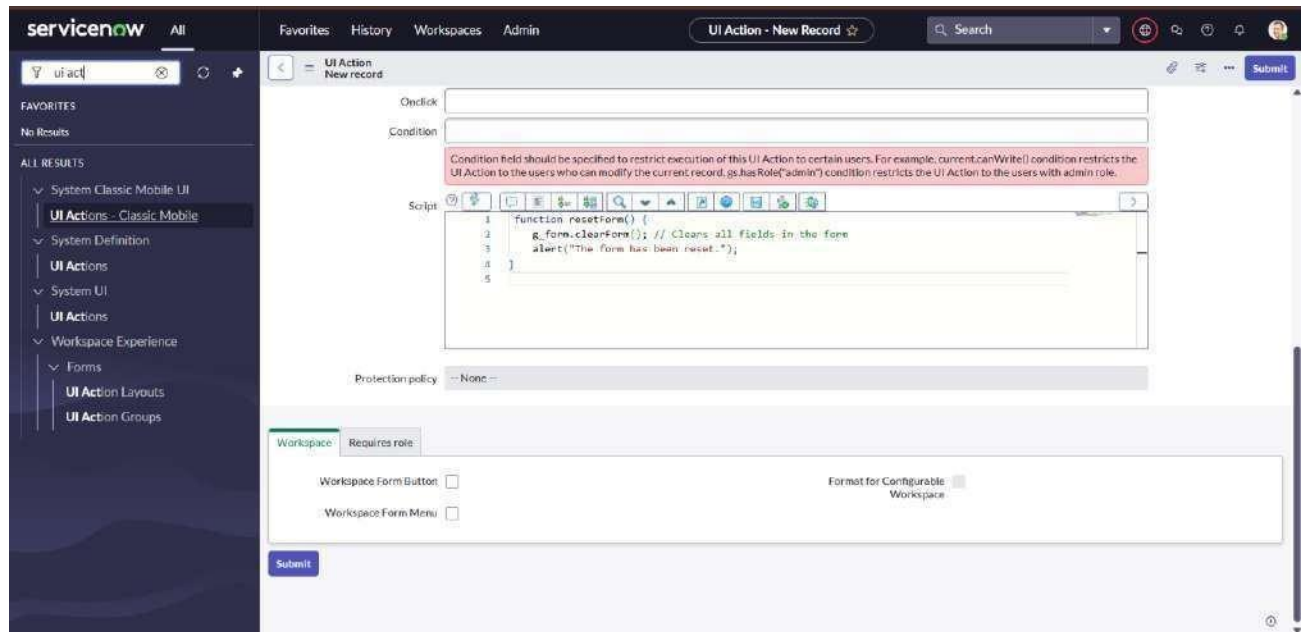 servicenow All Favorites History Workspaces Admin UI Action - New Record Search
ui act
UI Action
New record
Submit
FAVORITES
No Results
ALL RESULTS
System Classic Mobile UI
UI Actions - Classic Mobile
System Definition
UI Actions
System UI
UI Actions
Workspace Experience
Forms
UI Action Layouts
UI Action Groups
Onclick
Condition
Condition field should be specified to restrict execution of this UI Action to certain users. For example, current.canWrite() condition restricts the
UI Action to the users who can modify the current record. gs.hasRole("admin") condition restricts the UI Action to the users with admin role.
Script
1 function resetForm() {
2 g_form.clearForm(); // Clears all fields in the form
3 alert("The form has been reset.");
4 }
5
Protection policy -- None --
Workspace Requires role
Workspace Form Button
Format for Configurable
Workspace
Workspace Form Menu
Submit